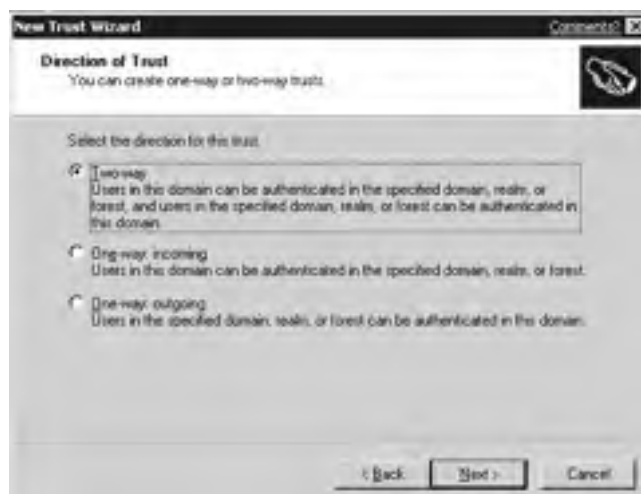 New Trust Wizard Comments?
Direction of Trust
You can create one-way or two-way trusts.
Select the direction for this trust.
Two-way
Users in this domain can be authenticated in the specified domain, realm, or
forest, and users in the specified domain, realm, or forest can be authenticated in
this domain.
One-way: incoming
Users in this domain can be authenticated in the specified domain, realm, or forest.
One-way: outgoing
Users in the specified domain, realm, or forest can be authenticated in this domain.
< Back Next > Cancel